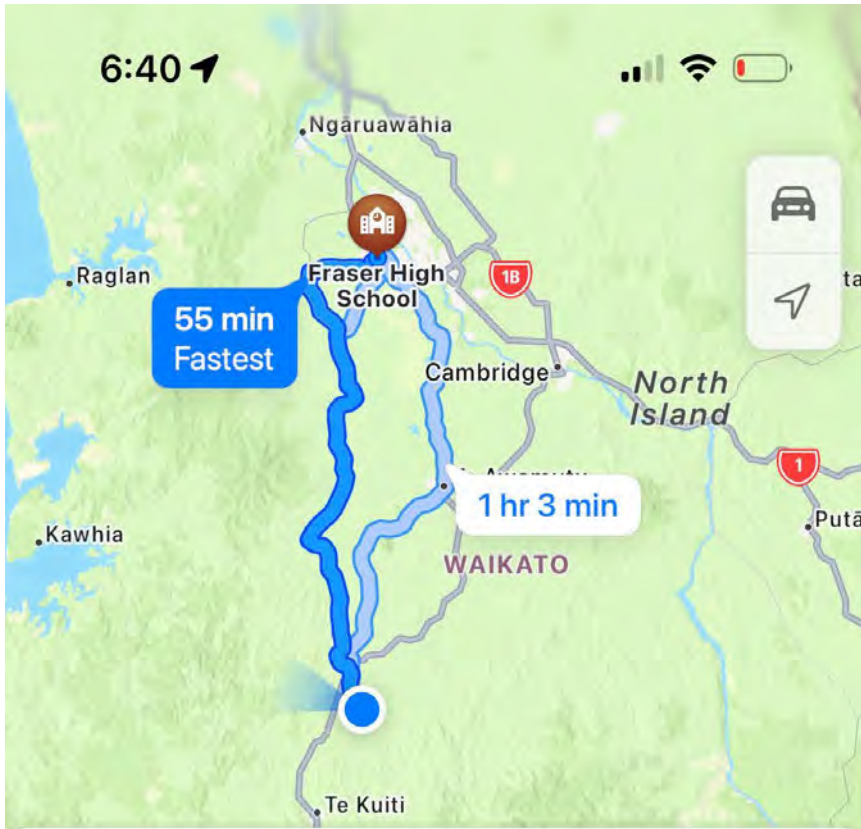 6:40
Ngāruawāhia
Raglan
Fraser High
School
1B
55 min
Fastest
Cambridge
North
Island
1
1 hr 3 min
Kawhia
WAIKATO
Te Kuiti